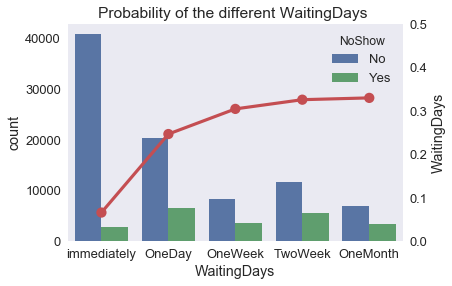 Probability of the different WaitingDays
NoShow
No
Yes
count
40000
30000
20000
10000
0
0.5
0.4
0.3
0.2
0.1
0.0
WaitingDays
immediately OneDay OneWeek TwoWeek OneMonth
WaitingDays